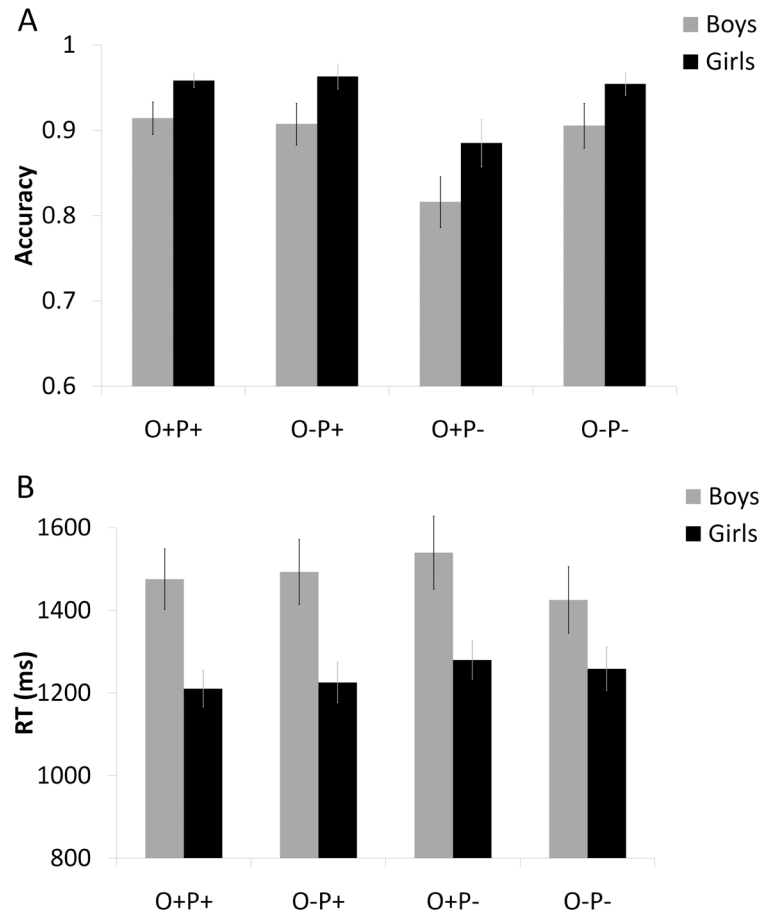 A
Boys
Girls
Accuracy
1
0.9
0.8
0.7
0.6
O+P+ O-P+ O+P- O-P-
B
Boys
Girls
RT (ms)
1600
1400
1200
1000
800
O+P+ O-P+ O+P- O-P-